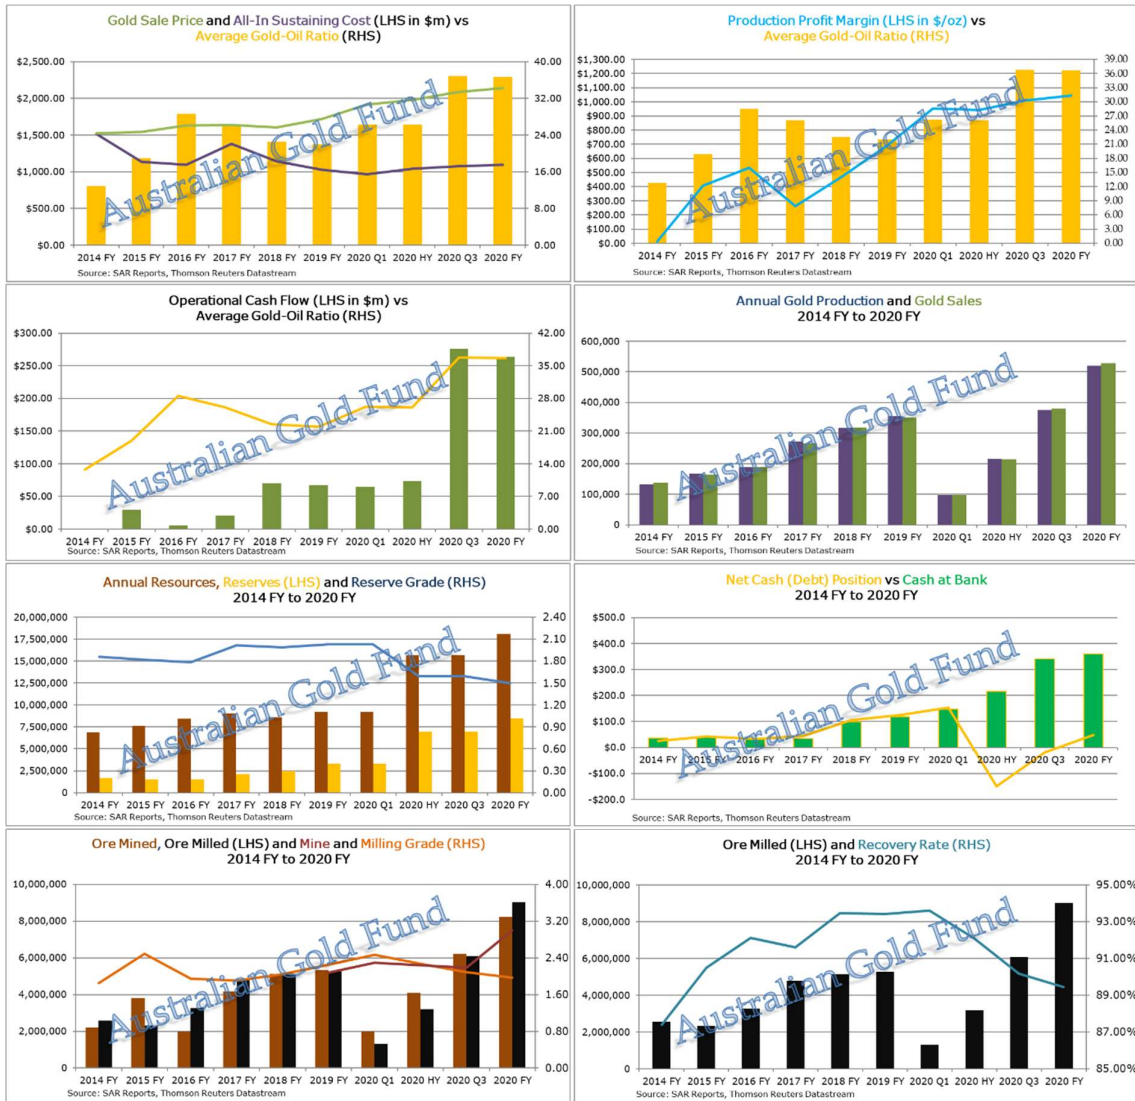 Gold Sale Price and All-In Sustaining Cost (LHS in $m) vs
Average Gold-Oil Ratio (RHS)
$2,500.00
$2,000.00
$1,500.00
$1,000.00
$500.00
$0.00
40.00
32.00
24.00
16.00
8.00
0.00
Australian Gold Fund
2014 FY 2015 FY 2016 FY 2017 FY 2018 FY 2019 FY 2020 Q1 2020 HY 2020 Q3 2020 FY
Source: SAR Reports, Thomson Reuters Datastream
Production Profit Margin (LHS in $/oz) vs
Average Gold-Oil Ratio (RHS)
$1,300.00
$1,200.00
$1,100.00
$1,000.00
$900.00
$800.00
$700.00
$600.00
$500.00
$400.00
$300.00
$200.00
$100.00
$0.00
39.00
36.00
33.00
30.00
27.00
24.00
21.00
18.00
15.00
12.00
9.00
6.00
3.00
0.00
Australian Gold Fund
2014 FY 2015 FY 2016 FY 2017 FY 2018 FY 2019 FY 2020 Q1 2020 HY 2020 Q3 2020 FY
Source: SAR Reports, Thomson Reuters Datastream
Operational Cash Flow (LHS in $m) vs
Average Gold-Oil Ratio (RHS)
$300.00
$250.00
$200.00
$150.00
$100.00
$50.00
$0.00
42.00
35.00
28.00
21.00
14.00
7.00
0.00
Australian Gold Fund
2014 FY 2015 FY 2016 FY 2017 FY 2018 FY 2019 FY 2020 Q1 2020 HY 2020 Q3 2020 FY
Source: SAR Reports, Thomson Reuters Datastream
Annual Gold Production and Gold Sales
2014 FY to 2020 FY
600,000
500,000
400,000
300,000
200,000
100,000
0
Australian Gold Fund
2014 FY 2015 FY 2016 FY 2017 FY 2018 FY 2019 FY 2020 Q1 2020 HY 2020 Q3 2020 FY
Source: SAR Reports, Thomson Reuters Datastream
Annual Resources, Reserves (LHS) and Reserve Grade (RHS)
2014 FY to 2020 FY
20,000,000
17,500,000
15,000,000
12,500,000
10,000,000
7,500,000
5,000,000
2,500,000
0
2.40
2.10
1.80
1.50
1.20
0.90
0.60
0.30
0.00
Australian Gold Fund
2014 FY 2015 FY 2016 FY 2017 FY 2018 FY 2019 FY 2020 Q1 2020 HY 2020 Q3 2020 FY
Source: SAR Reports, Thomson Reuters Datastream
Net Cash (Debt) Position vs Cash at Bank
2014 FY to 2020 FY
$500.0
$400.0
$300.0
$200.0
$100.0
$0.0
-$100.0
-$200.0
Australian Gold Fund
2014 FY 2015 FY 2016 FY 2017 FY 2018 FY 2019 FY 2020 Q1 2020 HY 2020 Q3 2020 FY
Source: SAR Reports, Thomson Reuters Datastream
Ore Mined, Ore Milled (LHS) and Mine and Milling Grade (RHS)
2014 FY to 2020 FY
10,000,000
8,000,000
6,000,000
4,000,000
2,000,000
0
4.00
3.20
2.40
1.60
0.80
0.00
Australian Gold Fund
2014 FY 2015 FY 2016 FY 2017 FY 2018 FY 2019 FY 2020 Q1 2020 HY 2020 Q3 2020 FY
Source: SAR Reports, Thomson Reuters Datastream
Ore Milled (LHS) and Recovery Rate (RHS)
2014 FY to 2020 FY
10,000,000
8,000,000
6,000,000
4,000,000
2,000,000
0
95.00%
93.00%
91.00%
89.00%
87.00%
85.00%
Australian Gold Fund
2014 FY 2015 FY 2016 FY 2017 FY 2018 FY 2019 FY 2020 Q1 2020 HY 2020 Q3 2020 FY
Source: SAR Reports, Thomson Reuters Datastream